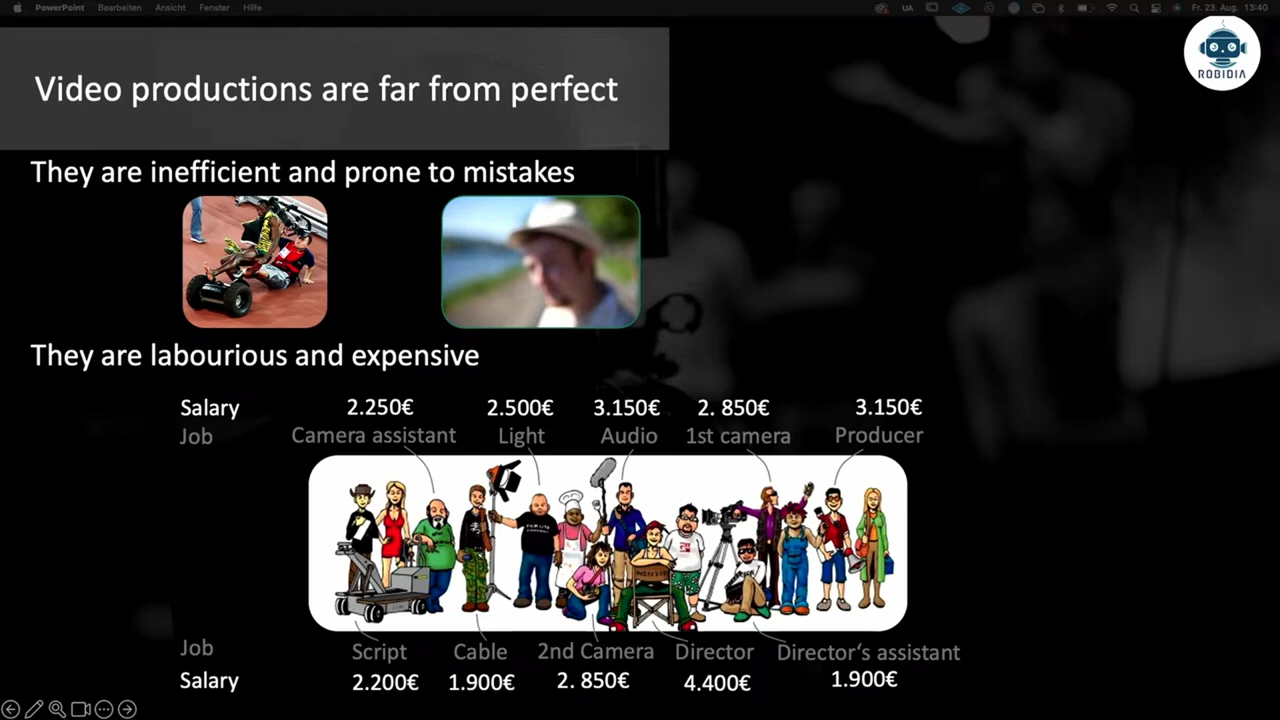 PowerPoint Bearbeiten Ansicht Fenster Hilfe UA Fr. 23. Aug. 13:40
ROBIDIA
Video productions are far from perfect
They are inefficient and prone to mistakes
They are labourious and expensive
Salary 2.250€ 2.500€ 3.150€ 2. 850€ 3.150€
Job Camera assistant Light Audio 1st camera Producer
Job Script Cable 2nd Camera Director Director‘s assistant
Salary 2.200€ 1.900€ 2. 850€ 4.400€ 1.900€